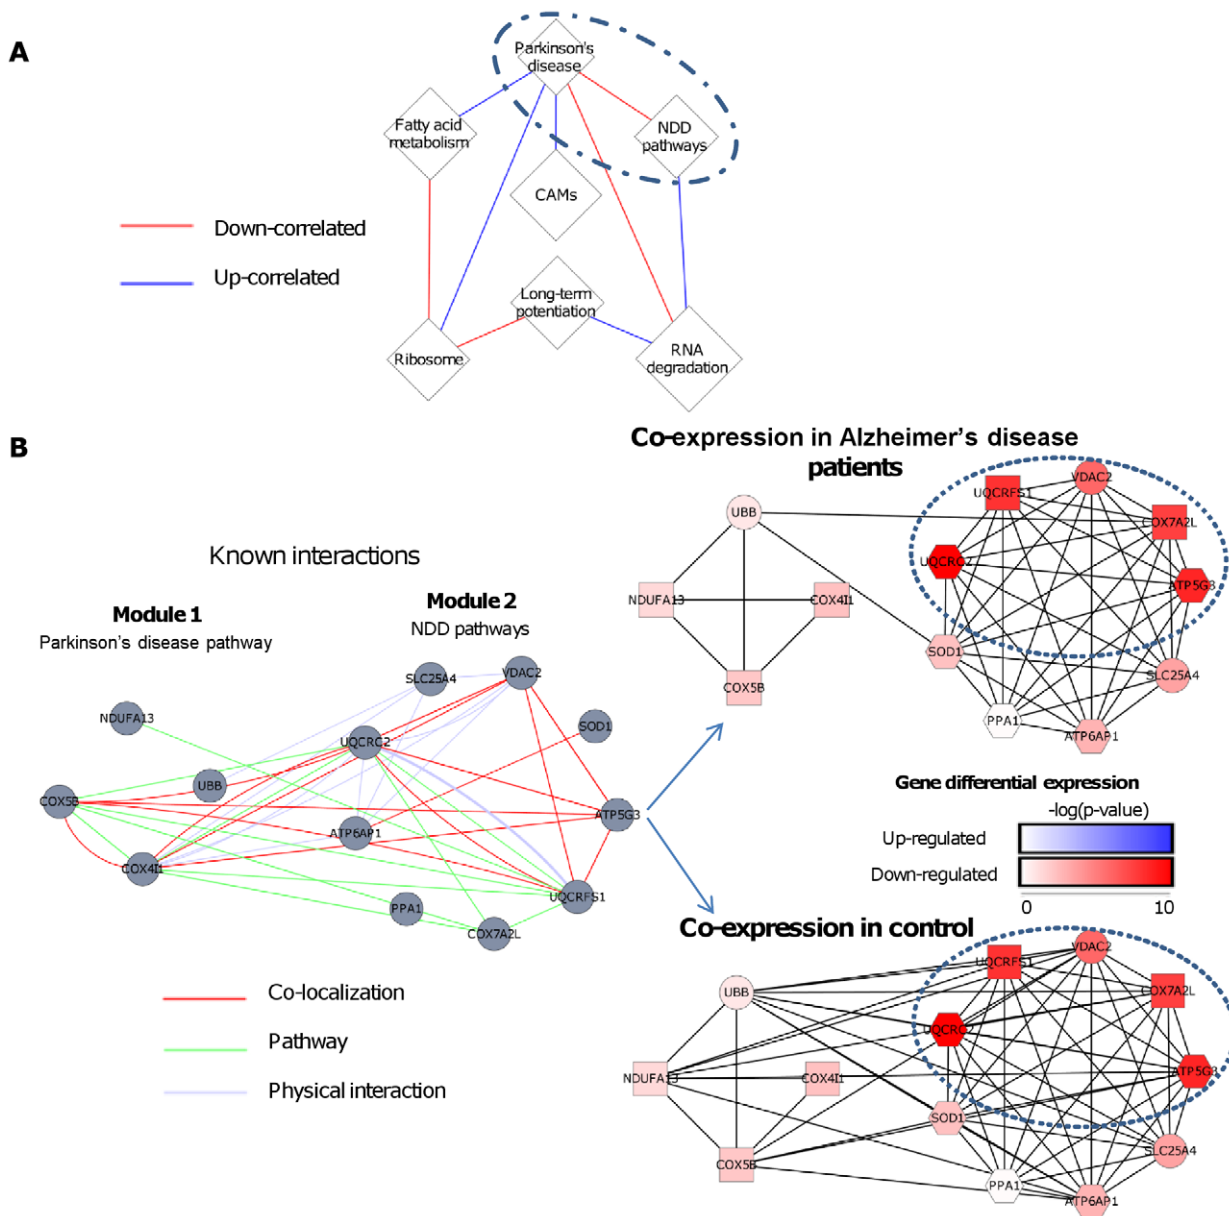 A
Parkinson's
disease
Fatty acid
metabolism
NDD
pathways
CAMs
Down-correlated
Up-correlated
Long-term
potentiation
Ribosome
RNA
degradation
B
Co-expression in Alzheimer's disease
patients
UBB
UQCRFS1
VDAC2
COX7A2L
UQCRC2
ATP5G3
NDUFA13
COX4I1
SOD1
SLC25A4
COX5B
PPA1
ATP6AP1
Known interactions
Module 1
Parkinson's disease pathway
Module 2
NDD pathways
SLC25A4
VDAC2
NDUFA13
SOD1
UQCRC2
UBB
COX5B
ATP5G3
ATP6AP1
COX4I1
UQCRFS1
PPA1
COX7A2L
Gene differential expression
-log(p-value)
Up-regulated
Down-regulated
0 10
Co-expression in control
UQCRFS1
VDAC2
UBB
COX7A2L
UQCRC
NDUFA13
COX4I1
ATP5G3
SOD1
SLC25A4
COX5B
PPA1
ATP6AP1
Co-localization
Pathway
Physical interaction